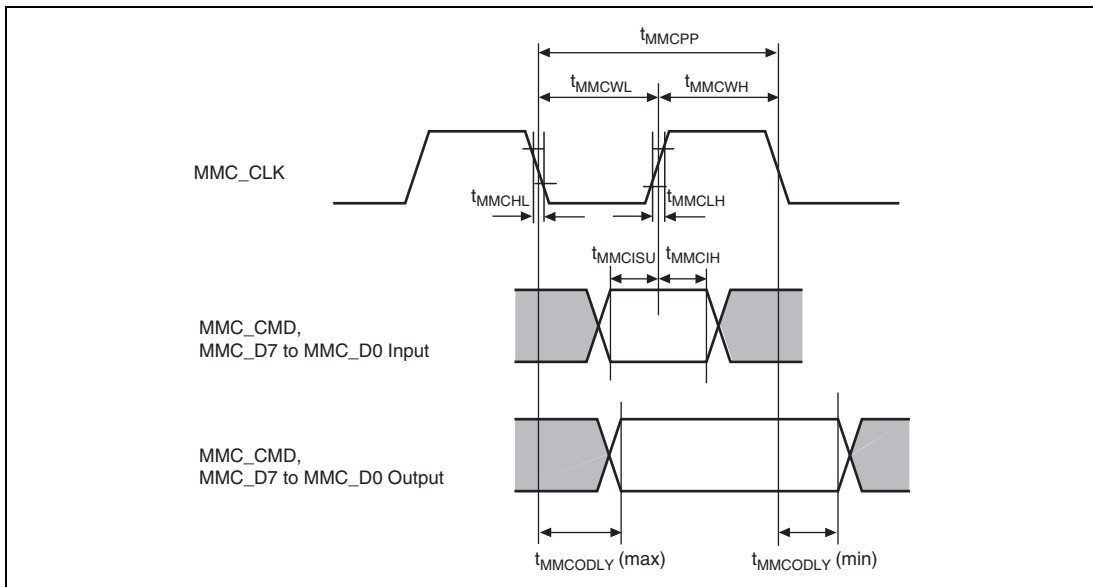 tMMCPP
tMMCWL
tMMCWH
MMC_CLK
tMMCHL
tMMCLH
tMMCISU
tMMCIH
MMC_CMD,
MMC_D7 to MMC_D0 Input
MMC_CMD,
MMC_D7 to MMC_D0 Output
tMMCODLY (max)
tMMCODLY (min)